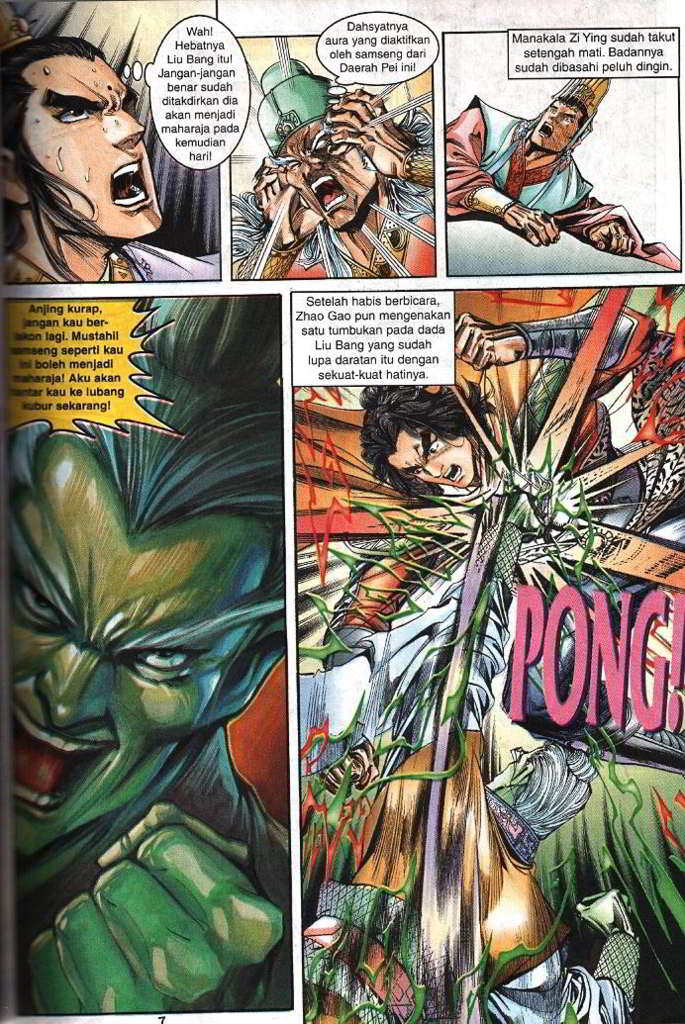 Wah!
Hebatnya
Liu Bang itu!
Jangan-jangan
benar sudah
ditakdirkan dia
akan menjadi
maharaja pada
kemudian
hari!
Dahsyatnya
aura yang diaktifkan
oleh samseng dari
Daerah Pei ini!
Manakala Zi Ying sudah takut
setengah mati. Badannya
sudah dibasahi peluh dingin.
Anjing kurap,
jangan kau ber-
lakon lagi. Mustahil
samseng seperti kau
ini boleh menjadi
maharaja! Aku akan
hantar kau ke lubang
kubur sekarang!
Setelah habis berbicara,
Zhao Gao pun mengenakan
satu tumbukan pada dada
Liu Bang yang sudah
lupa daratan itu dengan
sekuat-kuat hatinya.
PONG!
7